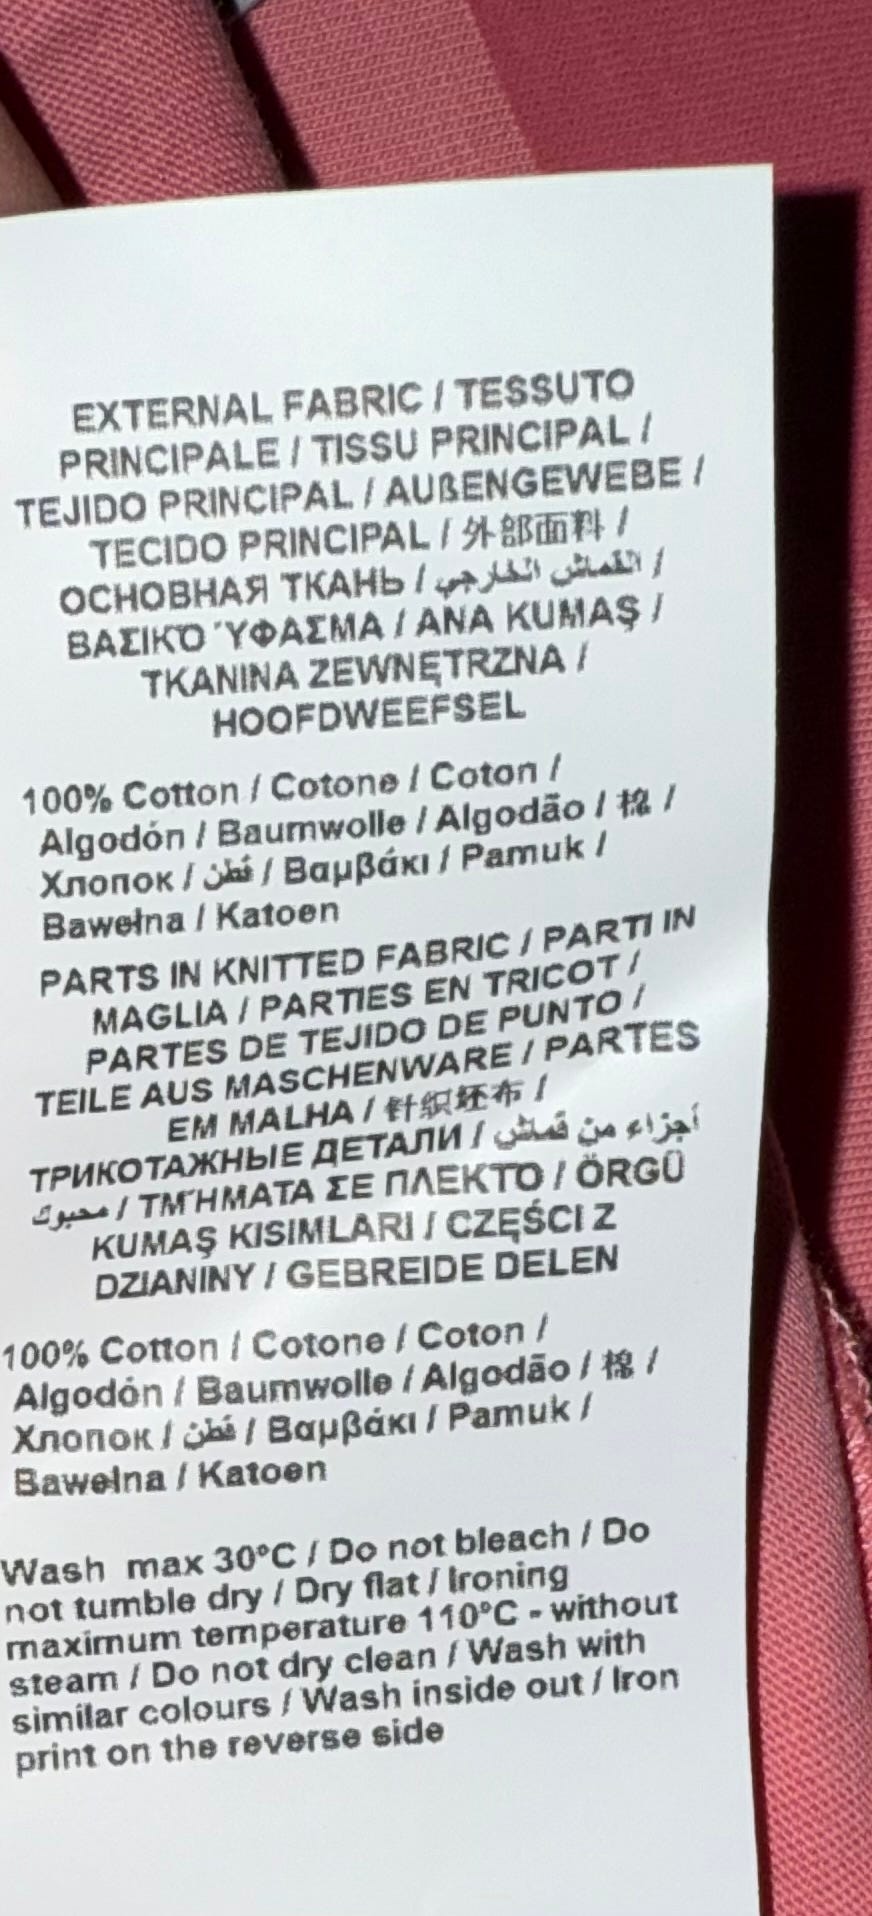 EXTERNAL FABRIC / TESSUTO
PRINCIPALE / TISSU PRINCIPAL /
TEJIDO PRINCIPAL / AUßENGEWEBE /
TECIDO PRINCIPAL / 外部面料 /
ОСНОВНАЯ ТКАНЬ / القماش الخارجي /
ΒΑΣΙΚΌ ΎΦΑΣΜΑ / ANA KUMAŞ /
TKANINA ZEWNĘTRZNA /
HOOFDWEEFSEL
100% Cotton / Cotone / Coton /
Algodón / Baumwolle / Algodão / 棉 /
Хлопок / قطن / Βαμβάκι / Pamuk /
Bawełna / Katoen
PARTS IN KNITTED FABRIC / PARTI IN
MAGLIA / PARTIES EN TRICOT /
PARTES DE TEJIDO DE PUNTO /
TEILE AUS MASCHENWARE / PARTES
EM MALHA / 针织坯布 /
ТРИКОТАЖНЫЕ ДЕТАЛИ / أجزاء من قماش
محبوك / ΤΜΉΜΑΤΑ ΣΕ ΠΛΕΚΤΟ / ÖRGÜ
KUMAŞ KISIMLARI / CZĘŚCI Z
DZIANINY / GEBREIDE DELEN
100% Cotton / Cotone / Coton /
Algodón / Baumwolle / Algodão / 棉 /
Хлопок / قطن / Βαμβάκι / Pamuk /
Bawełna / Katoen
Wash max 30°C / Do not bleach / Do
not tumble dry / Dry flat / Ironing
maximum temperature 110°C - without
steam / Do not dry clean / Wash with
similar colours / Wash inside out / Iron
print on the reverse side